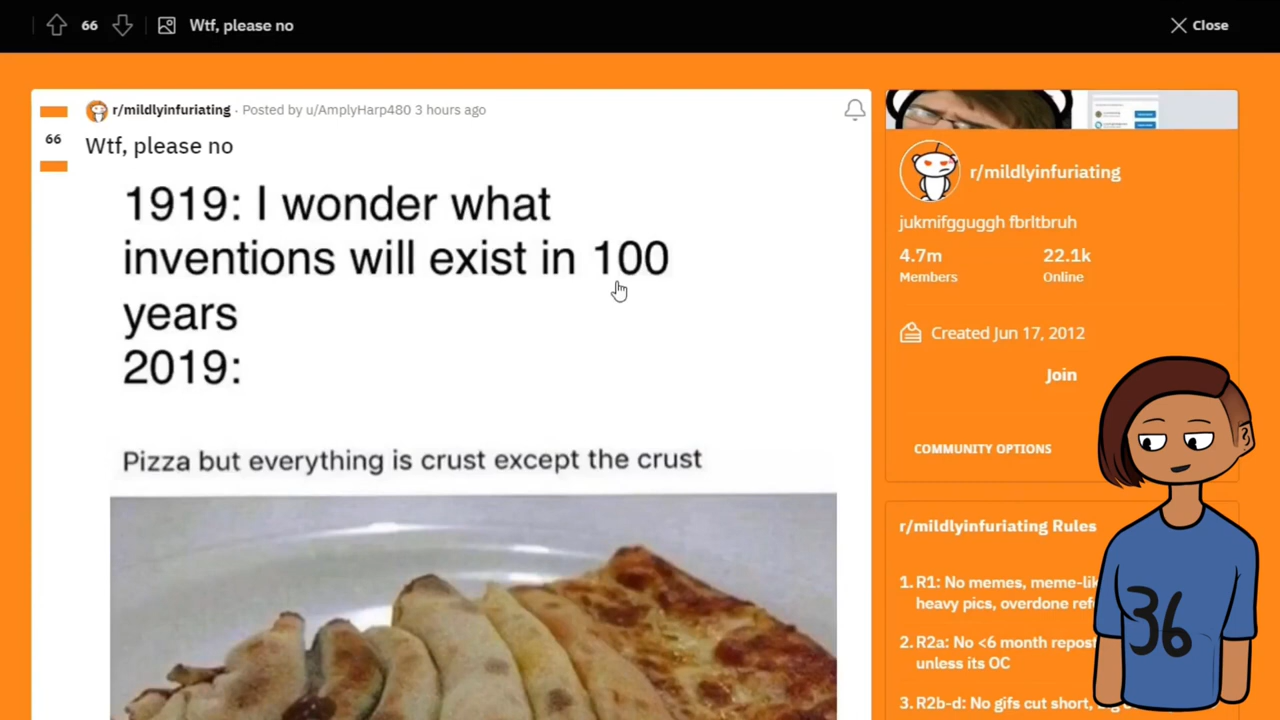 66 Wtf, please no Close
r/mildlyinfuriating · Posted by u/AmplyHarp480 3 hours ago
66
Wtf, please no
1919: I wonder what
inventions will exist in 100
years
2019:
Pizza but everything is crust except the crust
r/mildlyinfuriating
jukmifgguggh fbrltbruh
4.7m 22.1k
Members Online
Created Jun 17, 2012
Join
COMMUNITY OPTIONS
r/mildlyinfuriating Rules
1. R1: No memes, meme-lik
heavy pics, overdone ref
2. R2a: No <6 month repost
unless its OC
3. R2b-d: No gifs cut short,
36